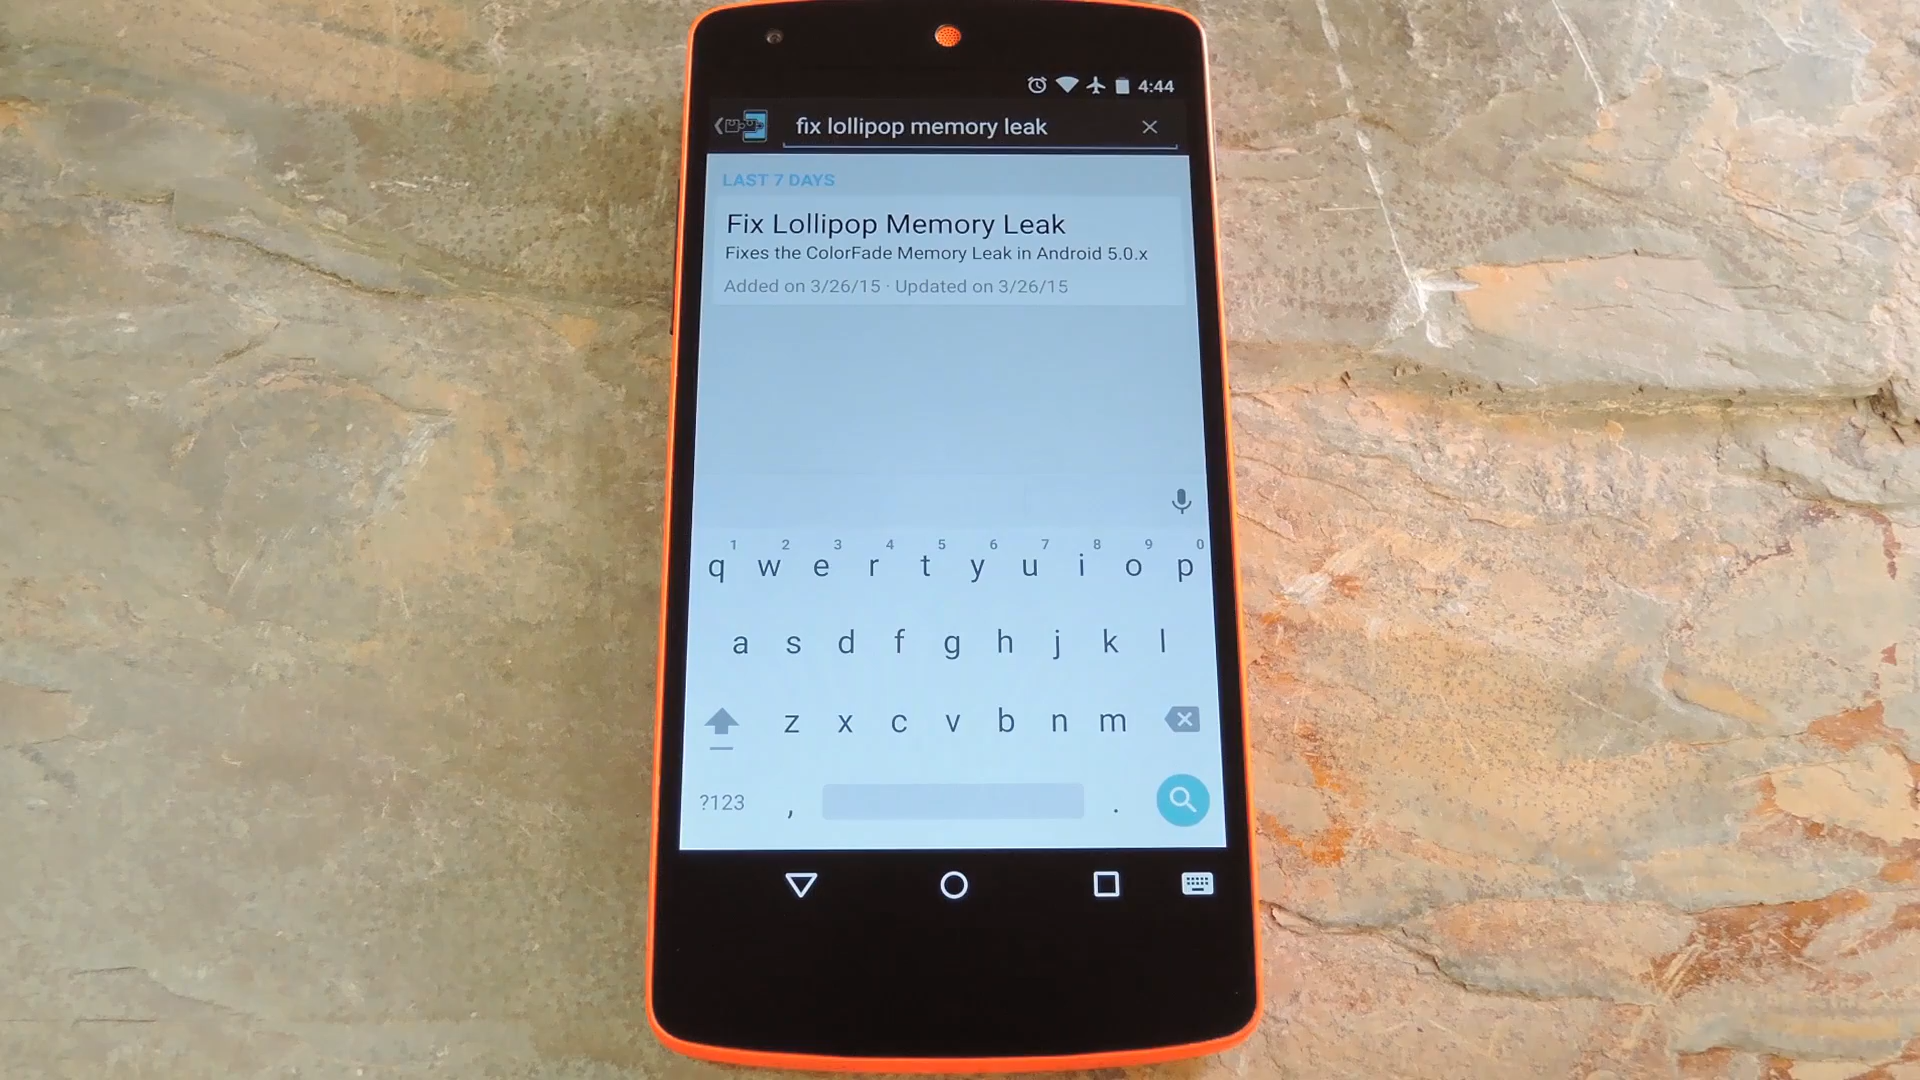 4:44
fix lollipop memory leak
LAST 7 DAYS
Fix Lollipop Memory Leak
Fixes the ColorFade Memory Leak in Android 5.0.x
Added on 3/26/15 · Updated on 3/26/15
1 2 3 4 5 6 7 8 9 0
q w e r t y u i o p
a s d f g h j k l
z x c v b n m
?123 , .